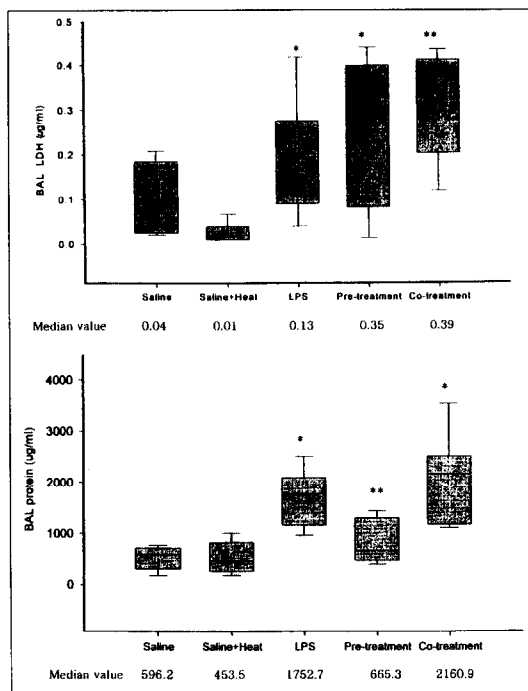 0.5
0.4
0.3
0.2
0.1
0.0
BAL LDH (μg/ml)
* * **
Saline Saline+Heat LPS Pre-treatment Co-treatment
Median value 0.04 0.01 0.13 0.35 0.39
4000
3000
2000
1000
0
BAL protein (ug/ml)
* ** *
Saline Saline+Heat LPS Pre-treatment Co-treatment
Median value 596.2 453.5 1752.7 665.3 2160.9